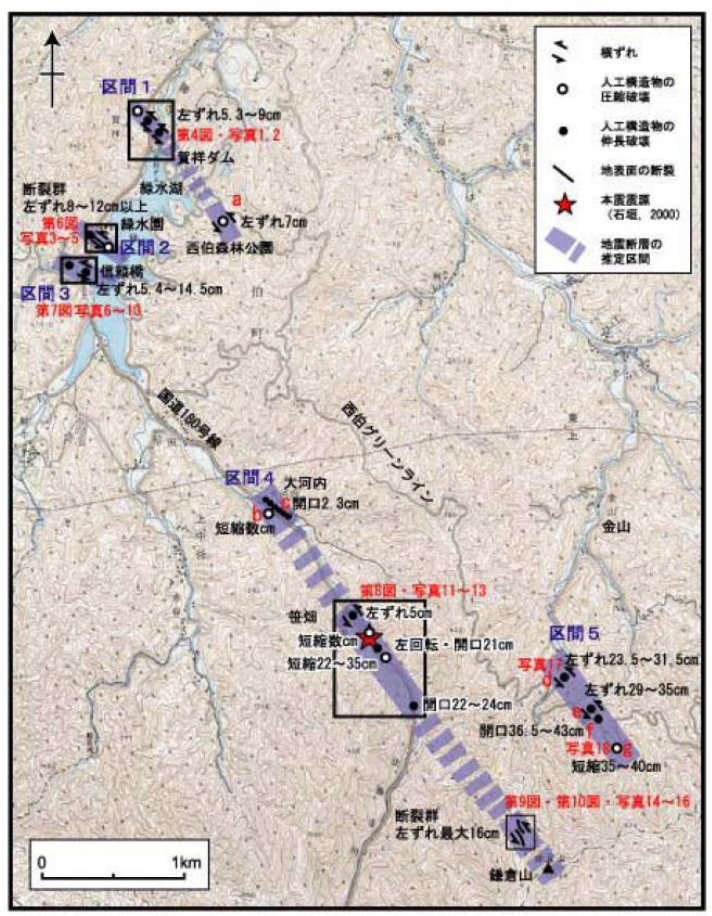 区間1
左ずれ5.3～9cm
第4図・写真1,2
賀祥ダム
緑水湖
断裂群
左ずれ8～12cm以上
第6図
写真3～5
緑水園
区間2
a
左ずれ7cm
西伯森林公園
信頼橋
区間3
左ずれ5.4～14.5cm
第7図写真6～10
国道180号線
西伯グリーンライン
区間4
大河内
c
開口2.3cm
b
短縮数cm
金山
第8図・写真11～13
笹畑
左ずれ5cm
短縮数cm
左回転・開口21cm
短縮22～35cm
開口22～24cm
区間5
写真17
d
左ずれ23.5～31.5cm
左ずれ29～35cm
e
開口36.5～43cm
f
写真18
g
短縮35～40cm
第9図・第10図・写真14～16
断裂群
左ずれ最大16cm
鎌倉山
横ずれ
人工構造物の
圧縮破壊
人工構造物の
伸長破壊
地表面の断裂
本震震源
（石垣, 2000）
地震断層の
推定区間
0
1km